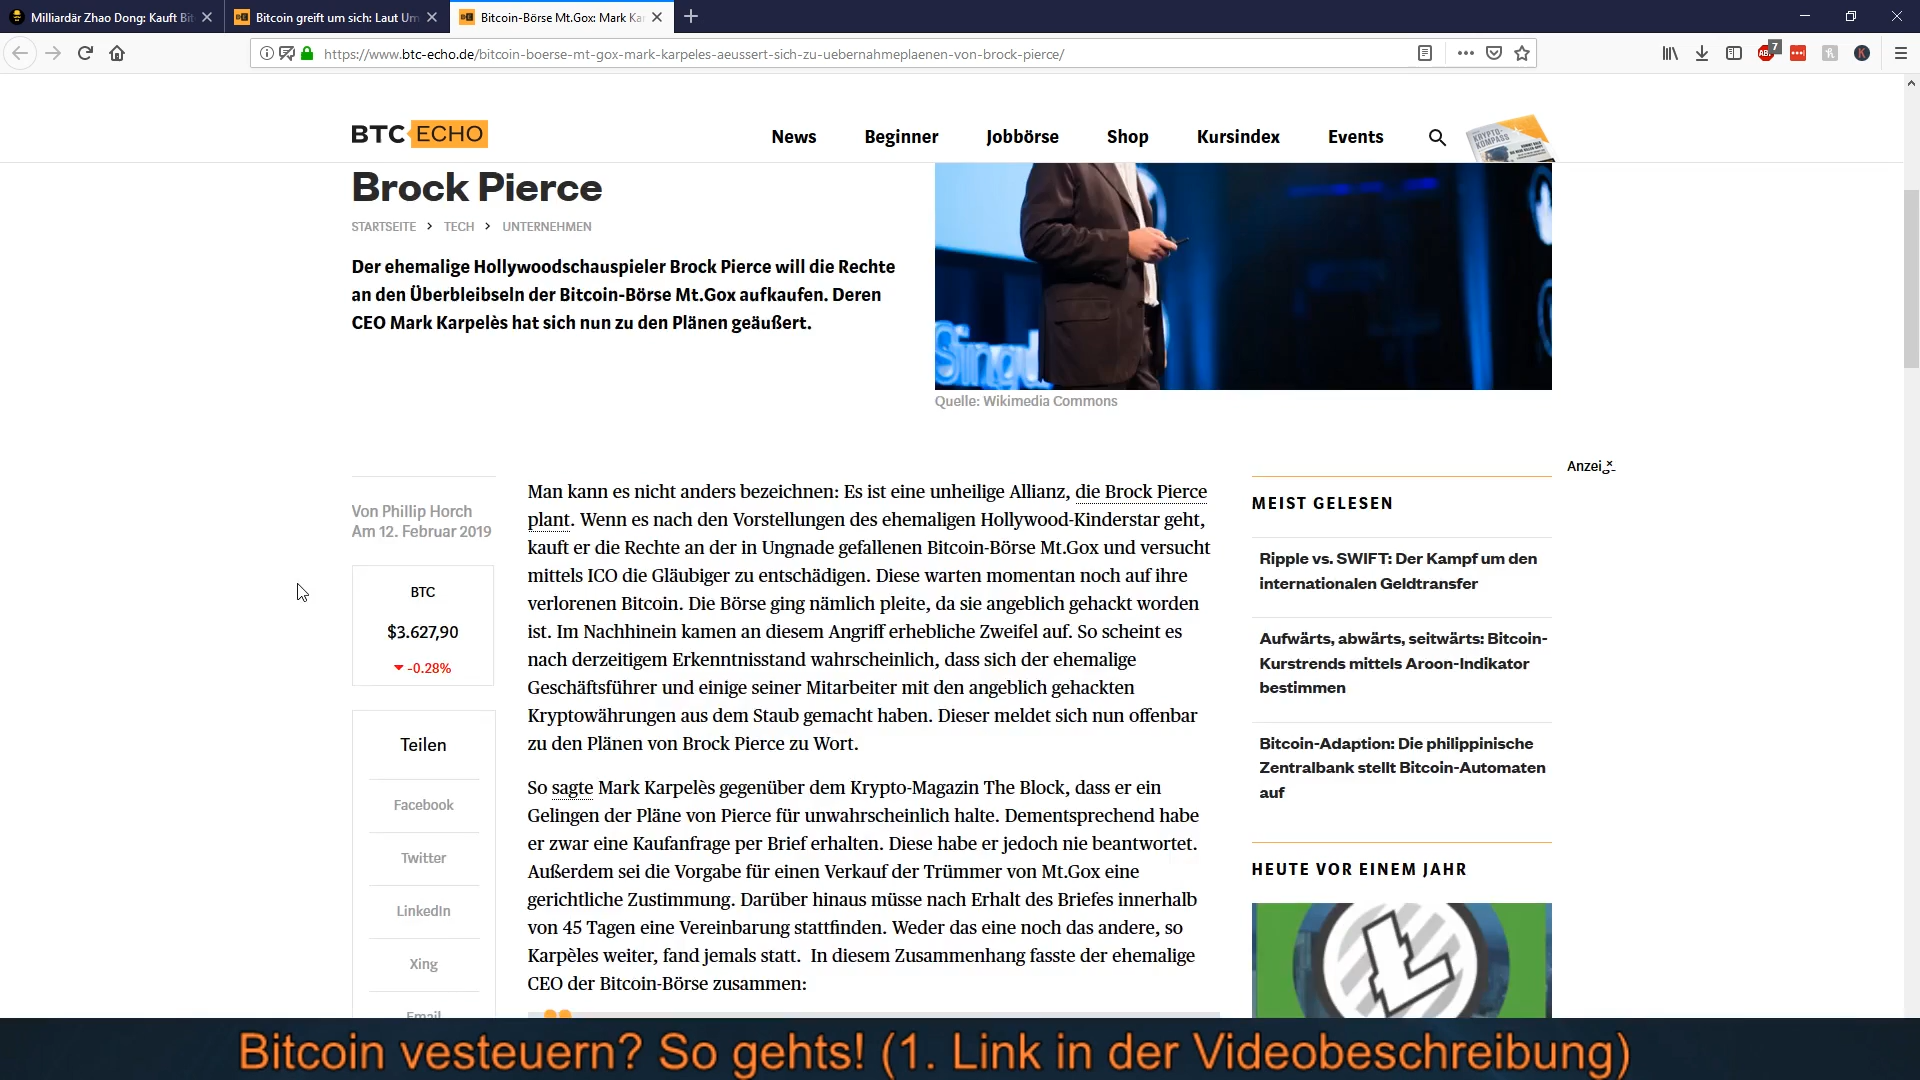 Milliardär Zhao Dong: Kauft Bit
Bitcoin greift um sich: Laut Um
Bitcoin-Börse Mt.Gox: Mark Ka
https://www.btc-echo.de/bitcoin-boerse-mt-gox-mark-karpeles-aeussert-sich-zu-uebernahmeplaenen-von-brock-pierce/
7
BTC ECHO
News
Beginner
Jobbörse
Shop
Kursindex
Events
KRYPTO-
KOMPASS
Brock Pierce
STARTSEITE > TECH > UNTERNEHMEN
Der ehemalige Hollywoodschauspieler Brock Pierce will die Rechte
an den Überbleibseln der Bitcoin-Börse Mt.Gox aufkaufen. Deren
CEO Mark Karpelès hat sich nun zu den Plänen geäußert.
Singul
Quelle: Wikimedia Commons
Von Phillip Horch
Am 12. Februar 2019
BTC
$3.627,90
-0.28%
Teilen
Facebook
Twitter
LinkedIn
Xing
Email
Man kann es nicht anders bezeichnen: Es ist eine unheilige Allianz, die Brock Pierce
plant. Wenn es nach den Vorstellungen des ehemaligen Hollywood-Kinderstar geht,
kauft er die Rechte an der in Ungnade gefallenen Bitcoin-Börse Mt.Gox und versucht
mittels ICO die Gläubiger zu entschädigen. Diese warten momentan noch auf ihre
verlorenen Bitcoin. Die Börse ging nämlich pleite, da sie angeblich gehackt worden
ist. Im Nachhinein kamen an diesem Angriff erhebliche Zweifel auf. So scheint es
nach derzeitigem Erkenntnisstand wahrscheinlich, dass sich der ehemalige
Geschäftsführer und einige seiner Mitarbeiter mit den angeblich gehackten
Kryptowährungen aus dem Staub gemacht haben. Dieser meldet sich nun offenbar
zu den Plänen von Brock Pierce zu Wort.
So sagte Mark Karpelès gegenüber dem Krypto-Magazin The Block, dass er ein
Gelingen der Pläne von Pierce für unwahrscheinlich halte. Dementsprechend habe
er zwar eine Kaufanfrage per Brief erhalten. Diese habe er jedoch nie beantwortet.
Außerdem sei die Vorgabe für einen Verkauf der Trümmer von Mt.Gox eine
gerichtliche Zustimmung. Darüber hinaus müsse nach Erhalt des Briefes innerhalb
von 45 Tagen eine Vereinbarung stattfinden. Weder das eine noch das andere, so
Karpèles weiter, fand jemals statt. In diesem Zusammenhang fasste der ehemalige
CEO der Bitcoin-Börse zusammen:
Anzeig
MEIST GELESEN
Ripple vs. SWIFT: Der Kampf um den
internationalen Geldtransfer
Aufwärts, abwärts, seitwärts: Bitcoin-
Kurstrends mittels Aroon-Indikator
bestimmen
Bitcoin-Adaption: Die philippinische
Zentralbank stellt Bitcoin-Automaten
auf
HEUTE VOR EINEM JAHR
Bitcoin vesteuern? So gehts! (1. Link in der Videobeschreibung)